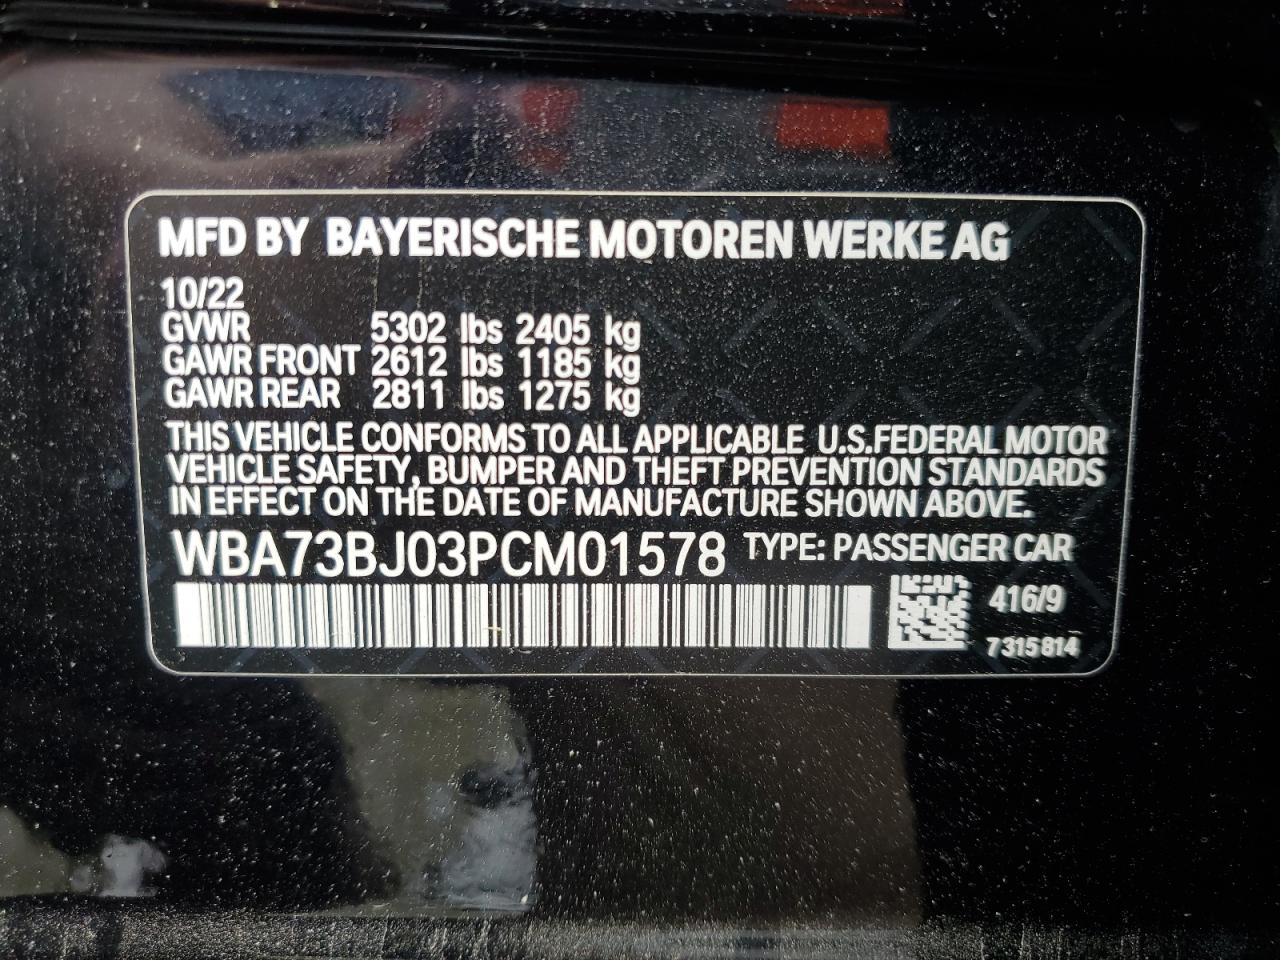 MFD BY BAYERISCHE MOTOREN WERKE AG
10/22
GVWR 5302 lbs 2405 kg
GAWR FRONT 2612 lbs 1185 kg
GAWR REAR 2811 lbs 1275 kg
THIS VEHICLE CONFORMS TO ALL APPLICABLE U.S.FEDERAL MOTOR
VEHICLE SAFETY, BUMPER AND THEFT PREVENTION STANDARDS
IN EFFECT ON THE DATE OF MANUFACTURE SHOWN ABOVE.
WBA73BJ03PCM01578 TYPE: PASSENGER CAR
416/9
7 315 814